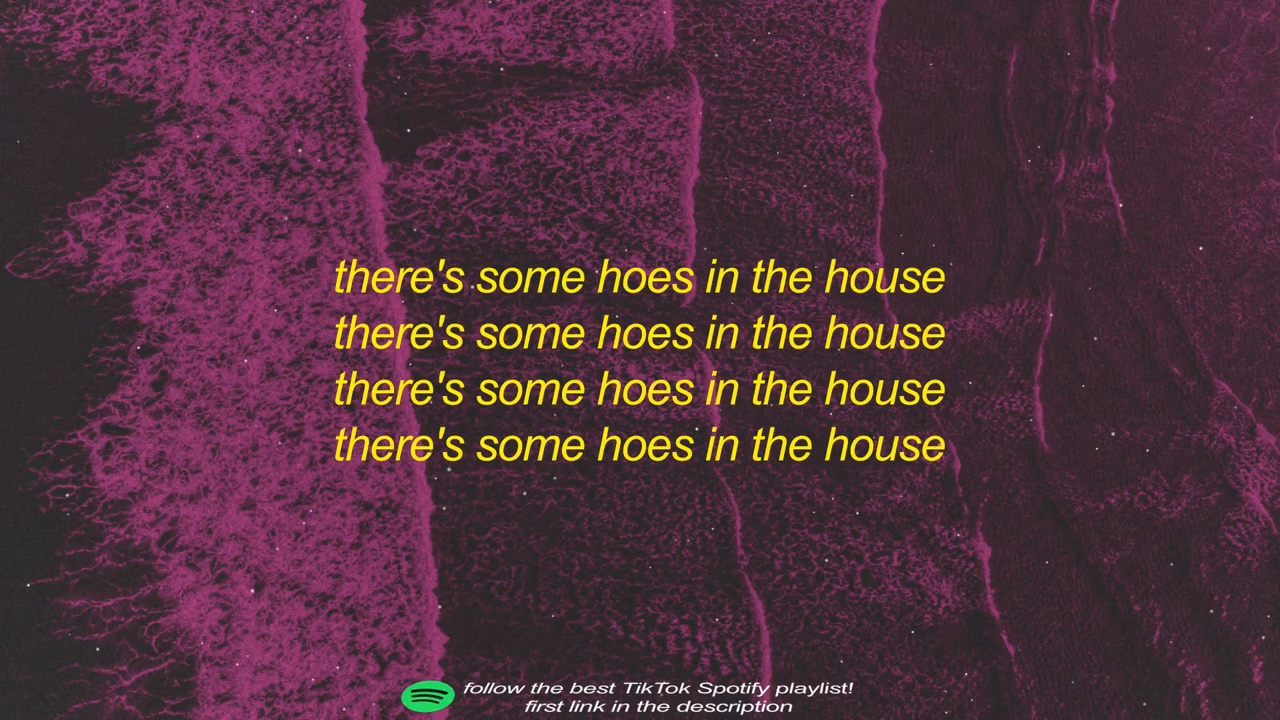 there's some hoes in the house
there's some hoes in the house
there's some hoes in the house
there's some hoes in the house
follow the best TikTok Spotify playlist!
first link in the description